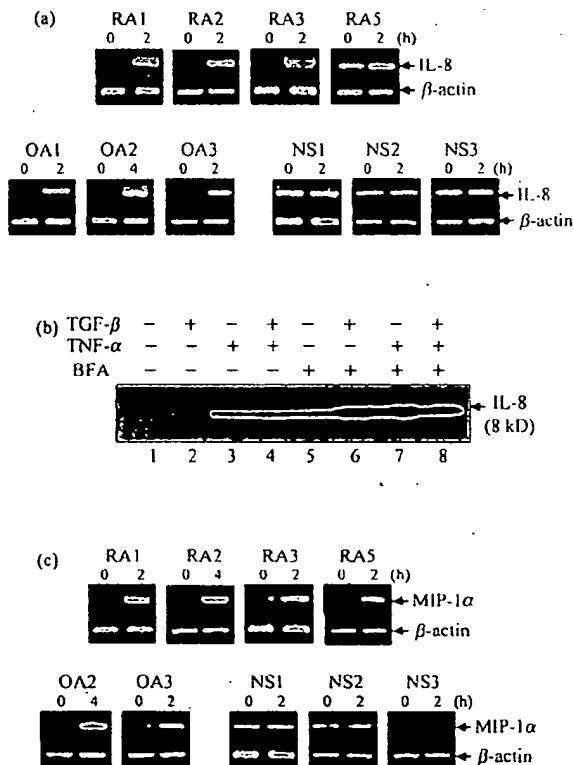 (a) RA1 RA2 RA3 RA5
0 2 0 2 0 2 0 2 (h)
IL-8
β-actin
OA1 OA2 OA3 NS1 NS2 NS3
0 2 0 4 0 2 0 2 0 2 0 2 (h)
IL-8
β-actin
(b) TGF-β − + − + − + − +
TNF-α − − + + − − + +
BFA − − − − + + + +
IL-8
(8 kD)
1 2 3 4 5 6 7 8
(c) RA1 RA2 RA3 RA5
0 2 0 4 0 2 0 2 (h)
MIP-1α
β-actin
OA2 OA3 NS1 NS2 NS3
0 4 0 2 0 2 0 2 0 2 (h)
MIP-1α
β-actin